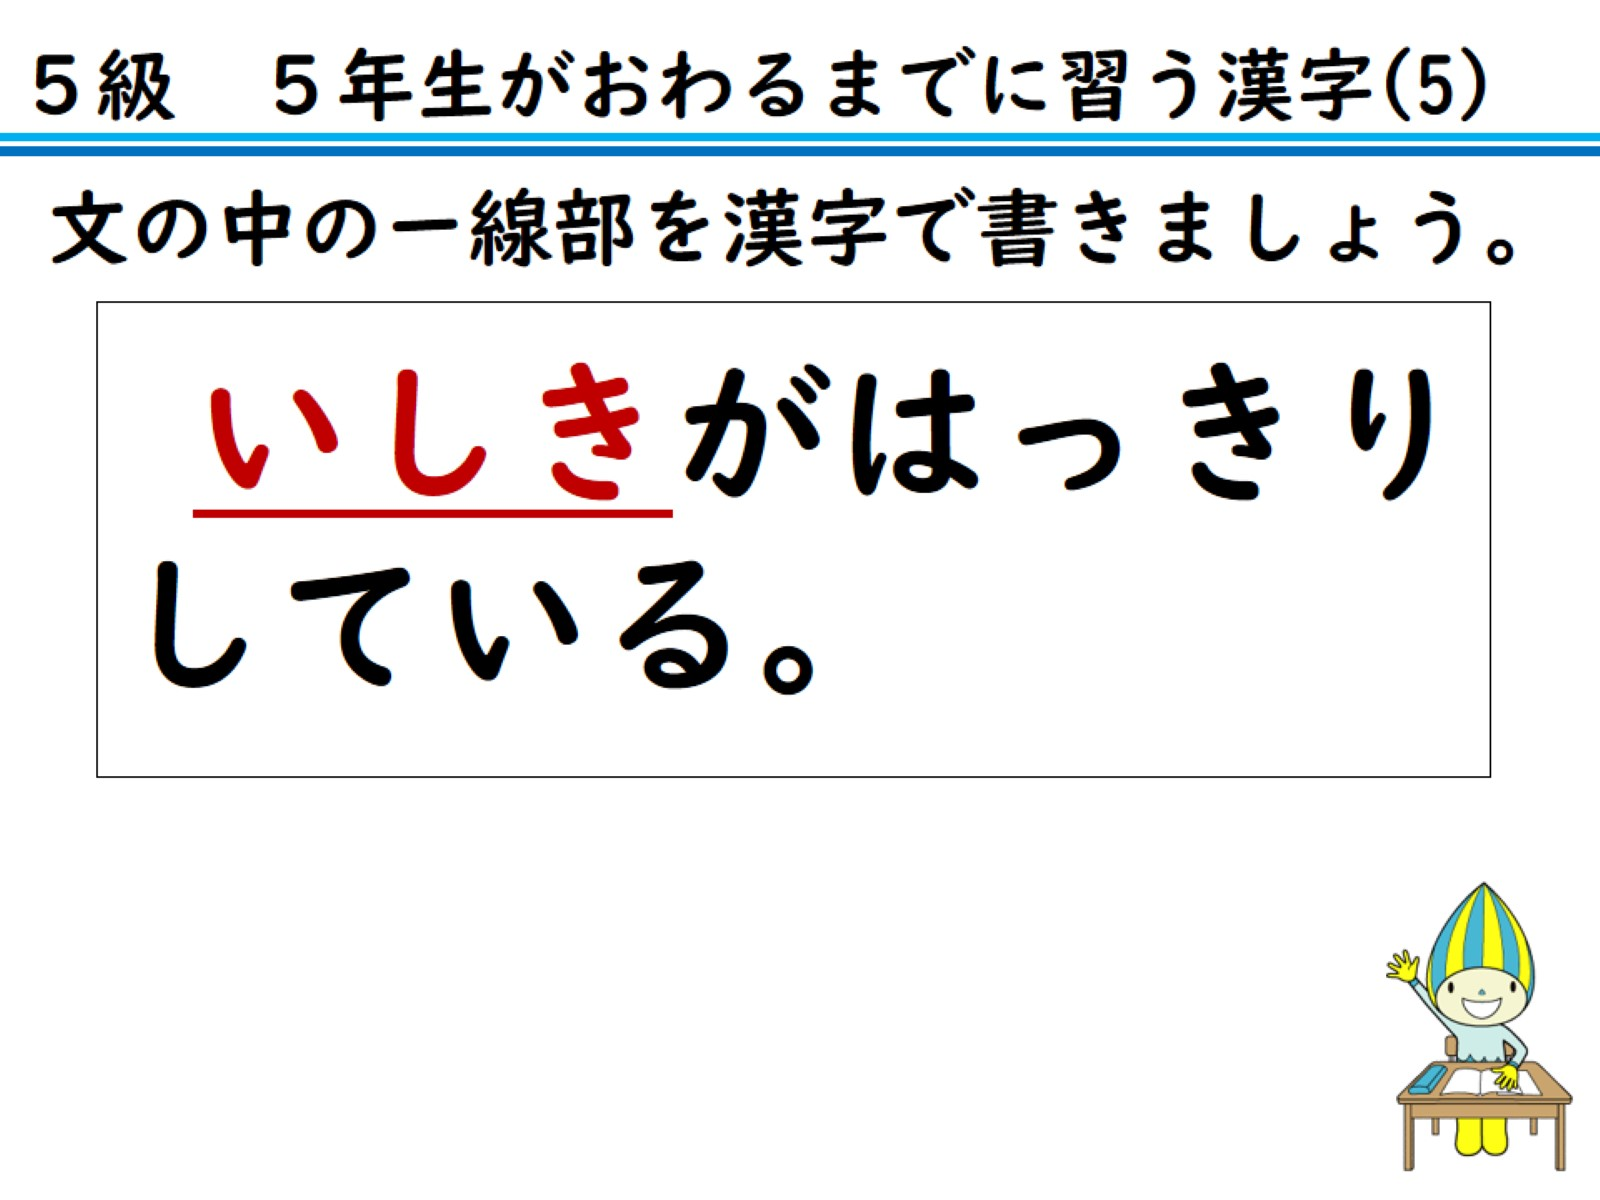 ５級　５年生がおわるまでに習う漢字(5)
文の中の一線部を漢字で書きましょう。
いしきがはっきり
している。